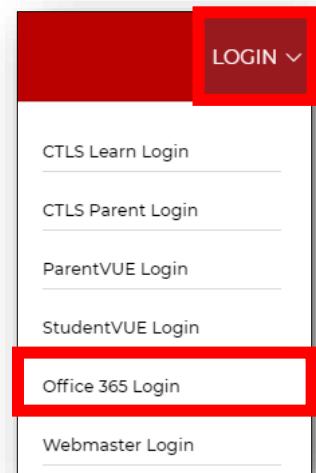 LOGIN
CTLS Learn Login
CTLS Parent Login
ParentVUE Login
StudentVUE Login
Office 365 Login
Webmaster Login